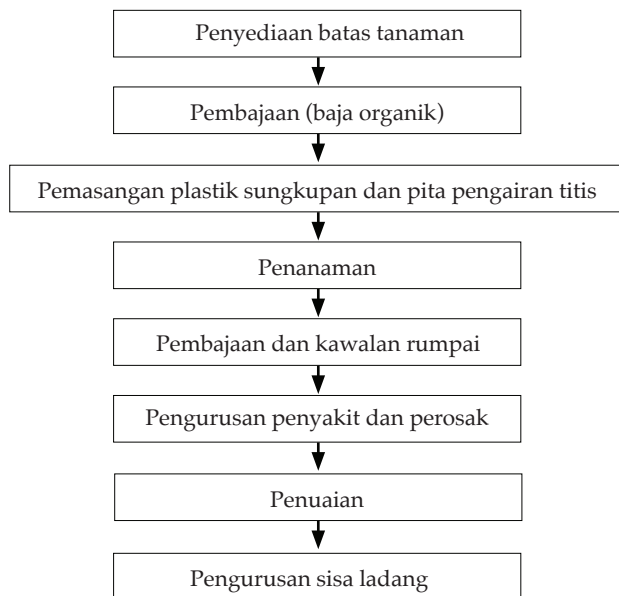 Penyediaan batas tanaman
Pembajaan (baja organik)
Pemasangan plastik sungkupan dan pita pengairan titis
Penanaman
Pembajaan dan kawalan rumpai
Pengurusan penyakit dan perosak
Penuaian
Pengurusan sisa ladang